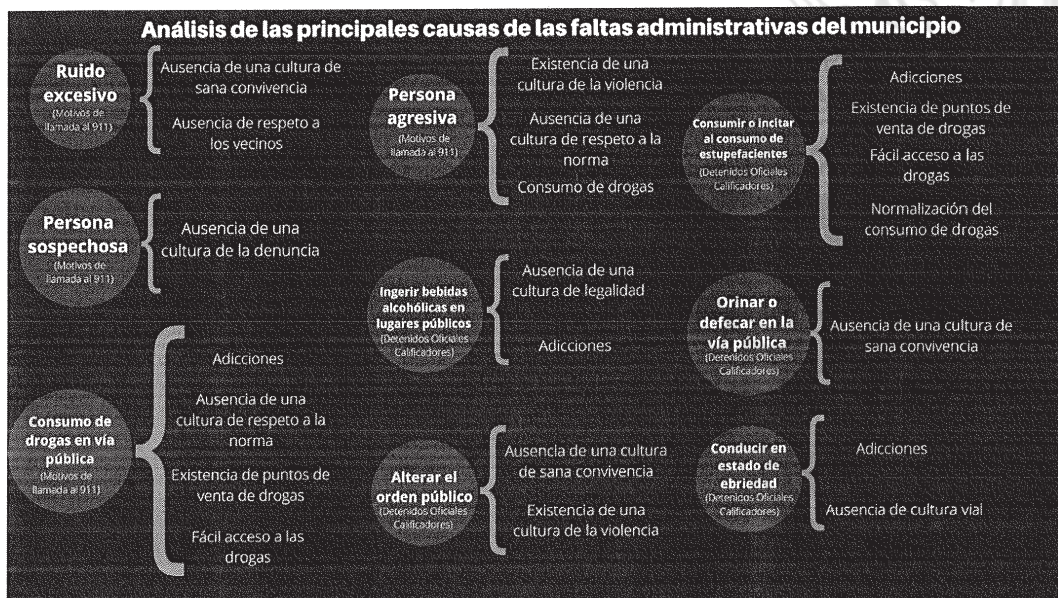 Análisis de las principales causas de las faltas administrativas del municipio
Ruido
excesivo
(Motivos de
llamada al 911)
Ausencia de una cultura de
sana convivencia
Ausencia de respeto a
los vecinos
Persona
sospechosa
(Motivos de
llamada al 911)
Ausencia de una
cultura de la denuncia
Consumo de
drogas en vía
pública
(Motivos de
llamada al 911)
Adicciones
Ausencia de una
cultura de respeto a la
norma
Existencia de puntos de
venta de drogas
Fácil acceso a las
drogas
Persona
agresiva
(Motivos de
llamada al 911)
Existencia de una
cultura de la violencia
Ausencia de una
cultura de respeto a la
norma
Consumo de drogas
Ingerir bebidas
alcohólicas en
lugares públicos
(Detenidos Oficiales
Calificadores)
Ausencia de una
cultura de legalidad
Adicciones
Alterar el
orden público
(Detenidos Oficiales
Calificadores)
Ausencia de una cultura
de sana convivencia
Existencia de una
cultura de la violencia
Consumir o incitar
al consumo de
estupefacientes
(Detenidos Oficiales
Calificadores)
Adicciones
Existencia de puntos de
venta de drogas
Fácil acceso a las
drogas
Normalización del
consumo de drogas
Orinar o
defecar en la
vía pública
(Detenidos Oficiales
Calificadores)
Ausencia de una cultura de
sana convivencia
Conducir en
estado de
ebriedad
(Detenidos Oficiales
Calificadores)
Adicciones
Ausencia de cultura vial